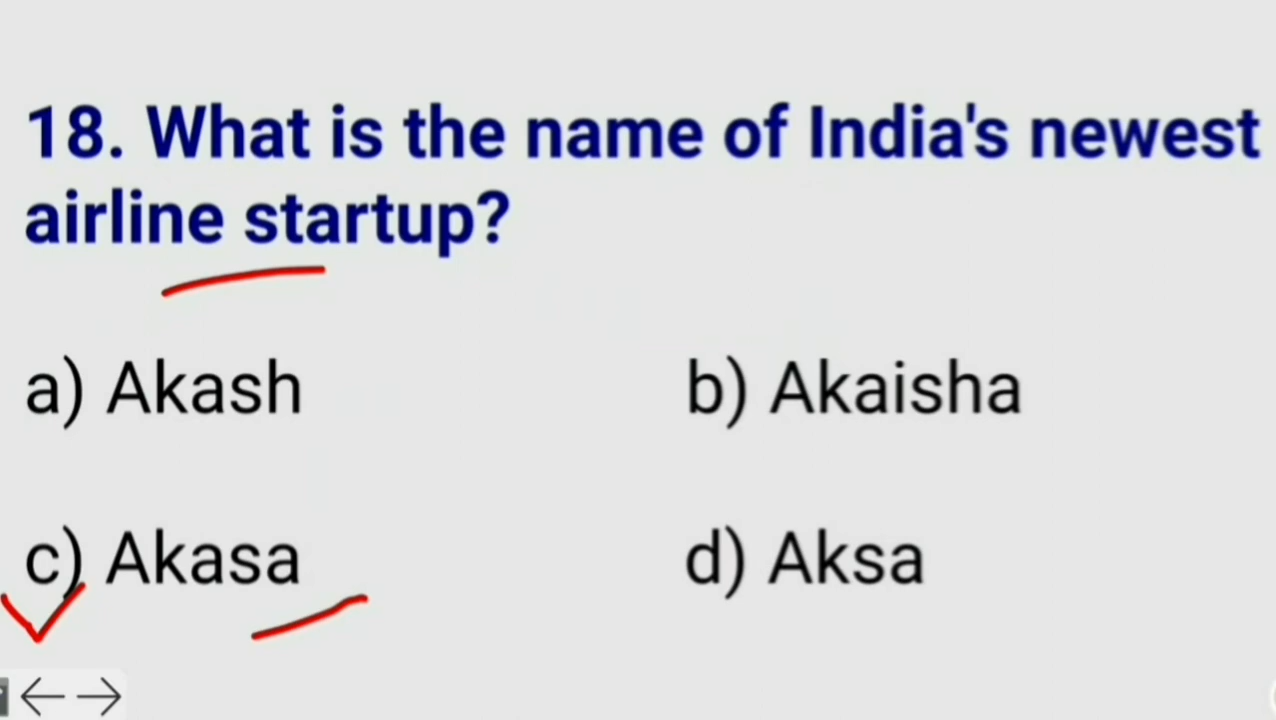 18. What is the name of India's newest
airline startup?
a) Akash
b) Akaisha
c) Akasa
d) Aksa